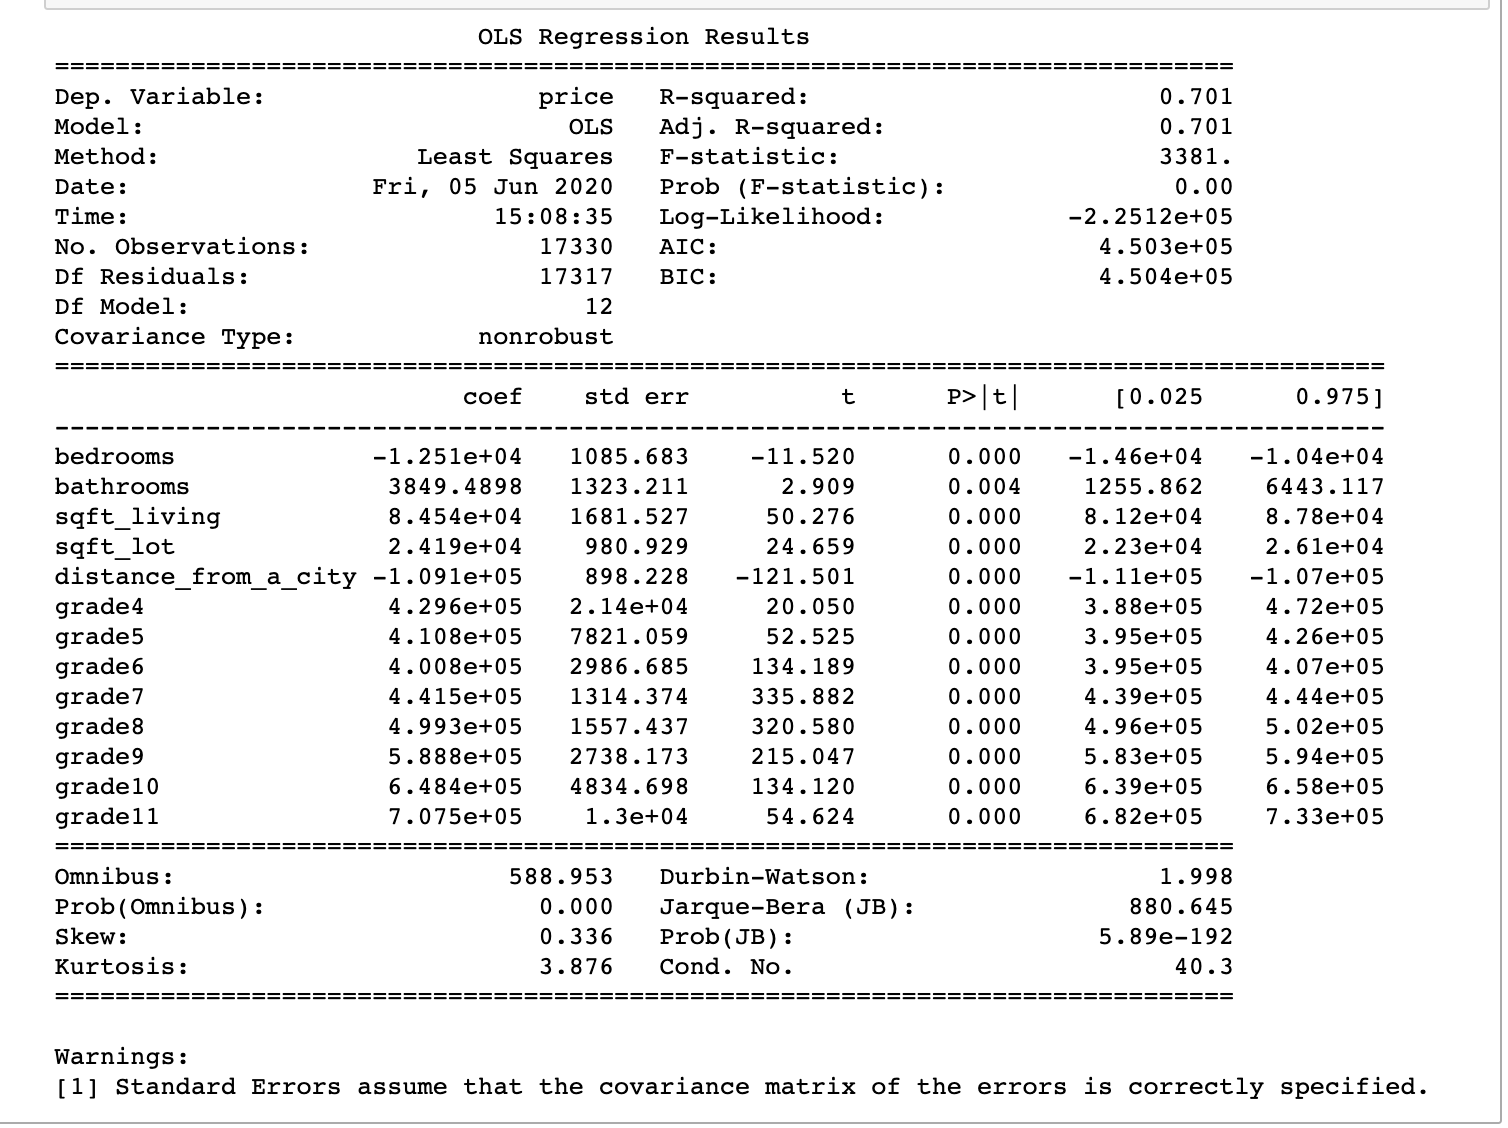 OLS Regression Results
==============================================================================
Dep. Variable: price R-squared: 0.701
Model: OLS Adj. R-squared: 0.701
Method: Least Squares F-statistic: 3381.
Date: Fri, 05 Jun 2020 Prob (F-statistic): 0.00
Time: 15:08:35 Log-Likelihood: -2.2512e+05
No. Observations: 17330 AIC: 4.503e+05
Df Residuals: 17317 BIC: 4.504e+05
Df Model: 12
Covariance Type: nonrobust
========================================================================================
coef std err t P>|t| [0.025 0.975]
----------------------------------------------------------------------------------------
bedrooms -1.251e+04 1085.683 -11.520 0.000 -1.46e+04 -1.04e+04
bathrooms 3849.4898 1323.211 2.909 0.004 1255.862 6443.117
sqft_living 8.454e+04 1681.527 50.276 0.000 8.12e+04 8.78e+04
sqft_lot 2.419e+04 980.929 24.659 0.000 2.23e+04 2.61e+04
distance_from_a_city -1.091e+05 898.228 -121.501 0.000 -1.11e+05 -1.07e+05
grade4 4.296e+05 2.14e+04 20.050 0.000 3.88e+05 4.72e+05
grade5 4.108e+05 7821.059 52.525 0.000 3.95e+05 4.26e+05
grade6 4.008e+05 2986.685 134.189 0.000 3.95e+05 4.07e+05
grade7 4.415e+05 1314.374 335.882 0.000 4.39e+05 4.44e+05
grade8 4.993e+05 1557.437 320.580 0.000 4.96e+05 5.02e+05
grade9 5.888e+05 2738.173 215.047 0.000 5.83e+05 5.94e+05
grade10 6.484e+05 4834.698 134.120 0.000 6.39e+05 6.58e+05
grade11 7.075e+05 1.3e+04 54.624 0.000 6.82e+05 7.33e+05
==============================================================================
Omnibus: 588.953 Durbin-Watson: 1.998
Prob(Omnibus): 0.000 Jarque-Bera (JB): 880.645
Skew: 0.336 Prob(JB): 5.89e-192
Kurtosis: 3.876 Cond. No. 40.3
==============================================================================
Warnings:
[1] Standard Errors assume that the covariance matrix of the errors is correctly specified.